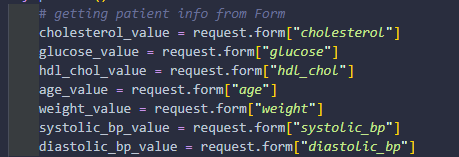 # getting patient info from Form
cholesterol_value = request.form["cholesterol"]
glucose_value = request.form["glucose"]
hdl_chol_value = request.form["hdl_chol"]
age_value = request.form["age"]
weight_value = request.form["weight"]
systolic_bp_value = request.form["systolic_bp"]
diastolic_bp_value = request.form["diastolic_bp"]